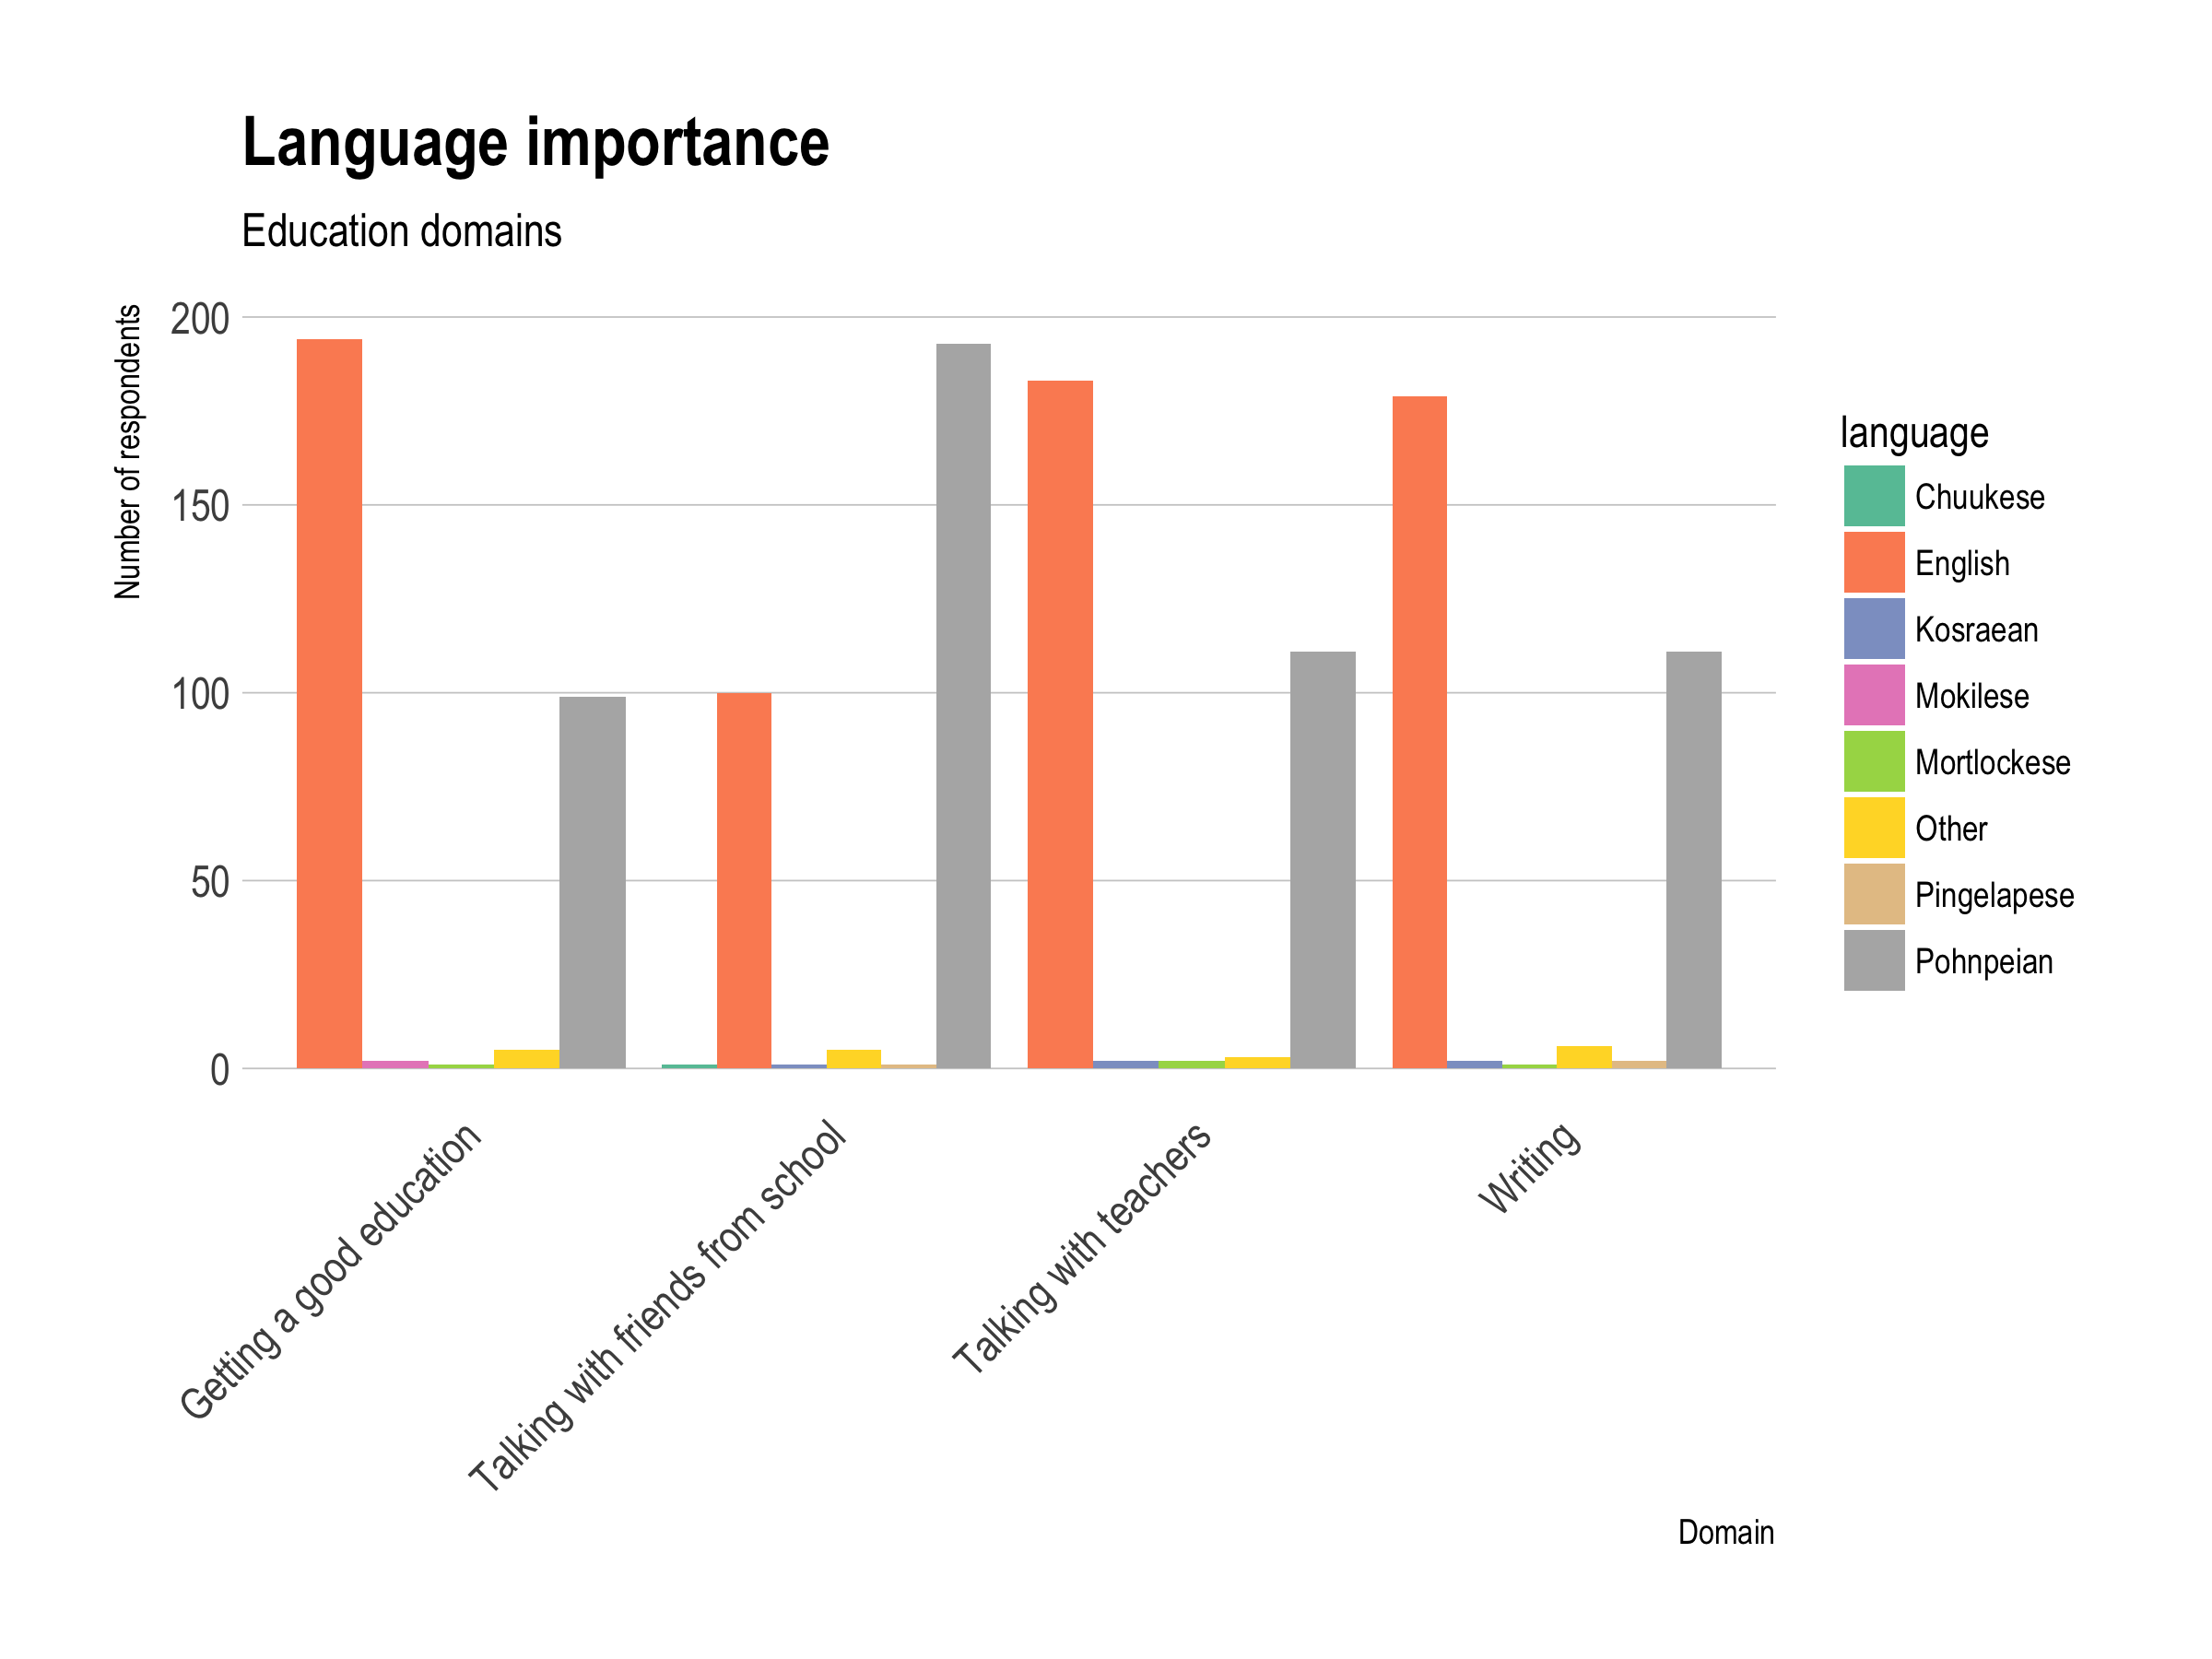 Language importance
Education domains
Number of respondents
200
150
100
50
0
Getting a good education
Talking with friends from school
Talking with teachers
Writing
Domain
language
Chuukese
English
Kosraean
Mokilese
Mortlockese
Other
Pingelapese
Pohnpeian